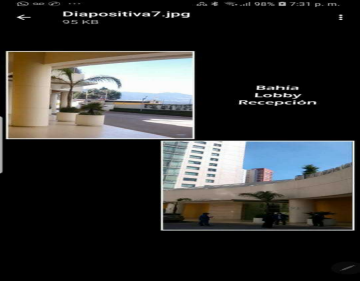 98% 7:31 p. m.
Diapositiva7.jpg
95 KB
Bahía
Lobby
Recepción